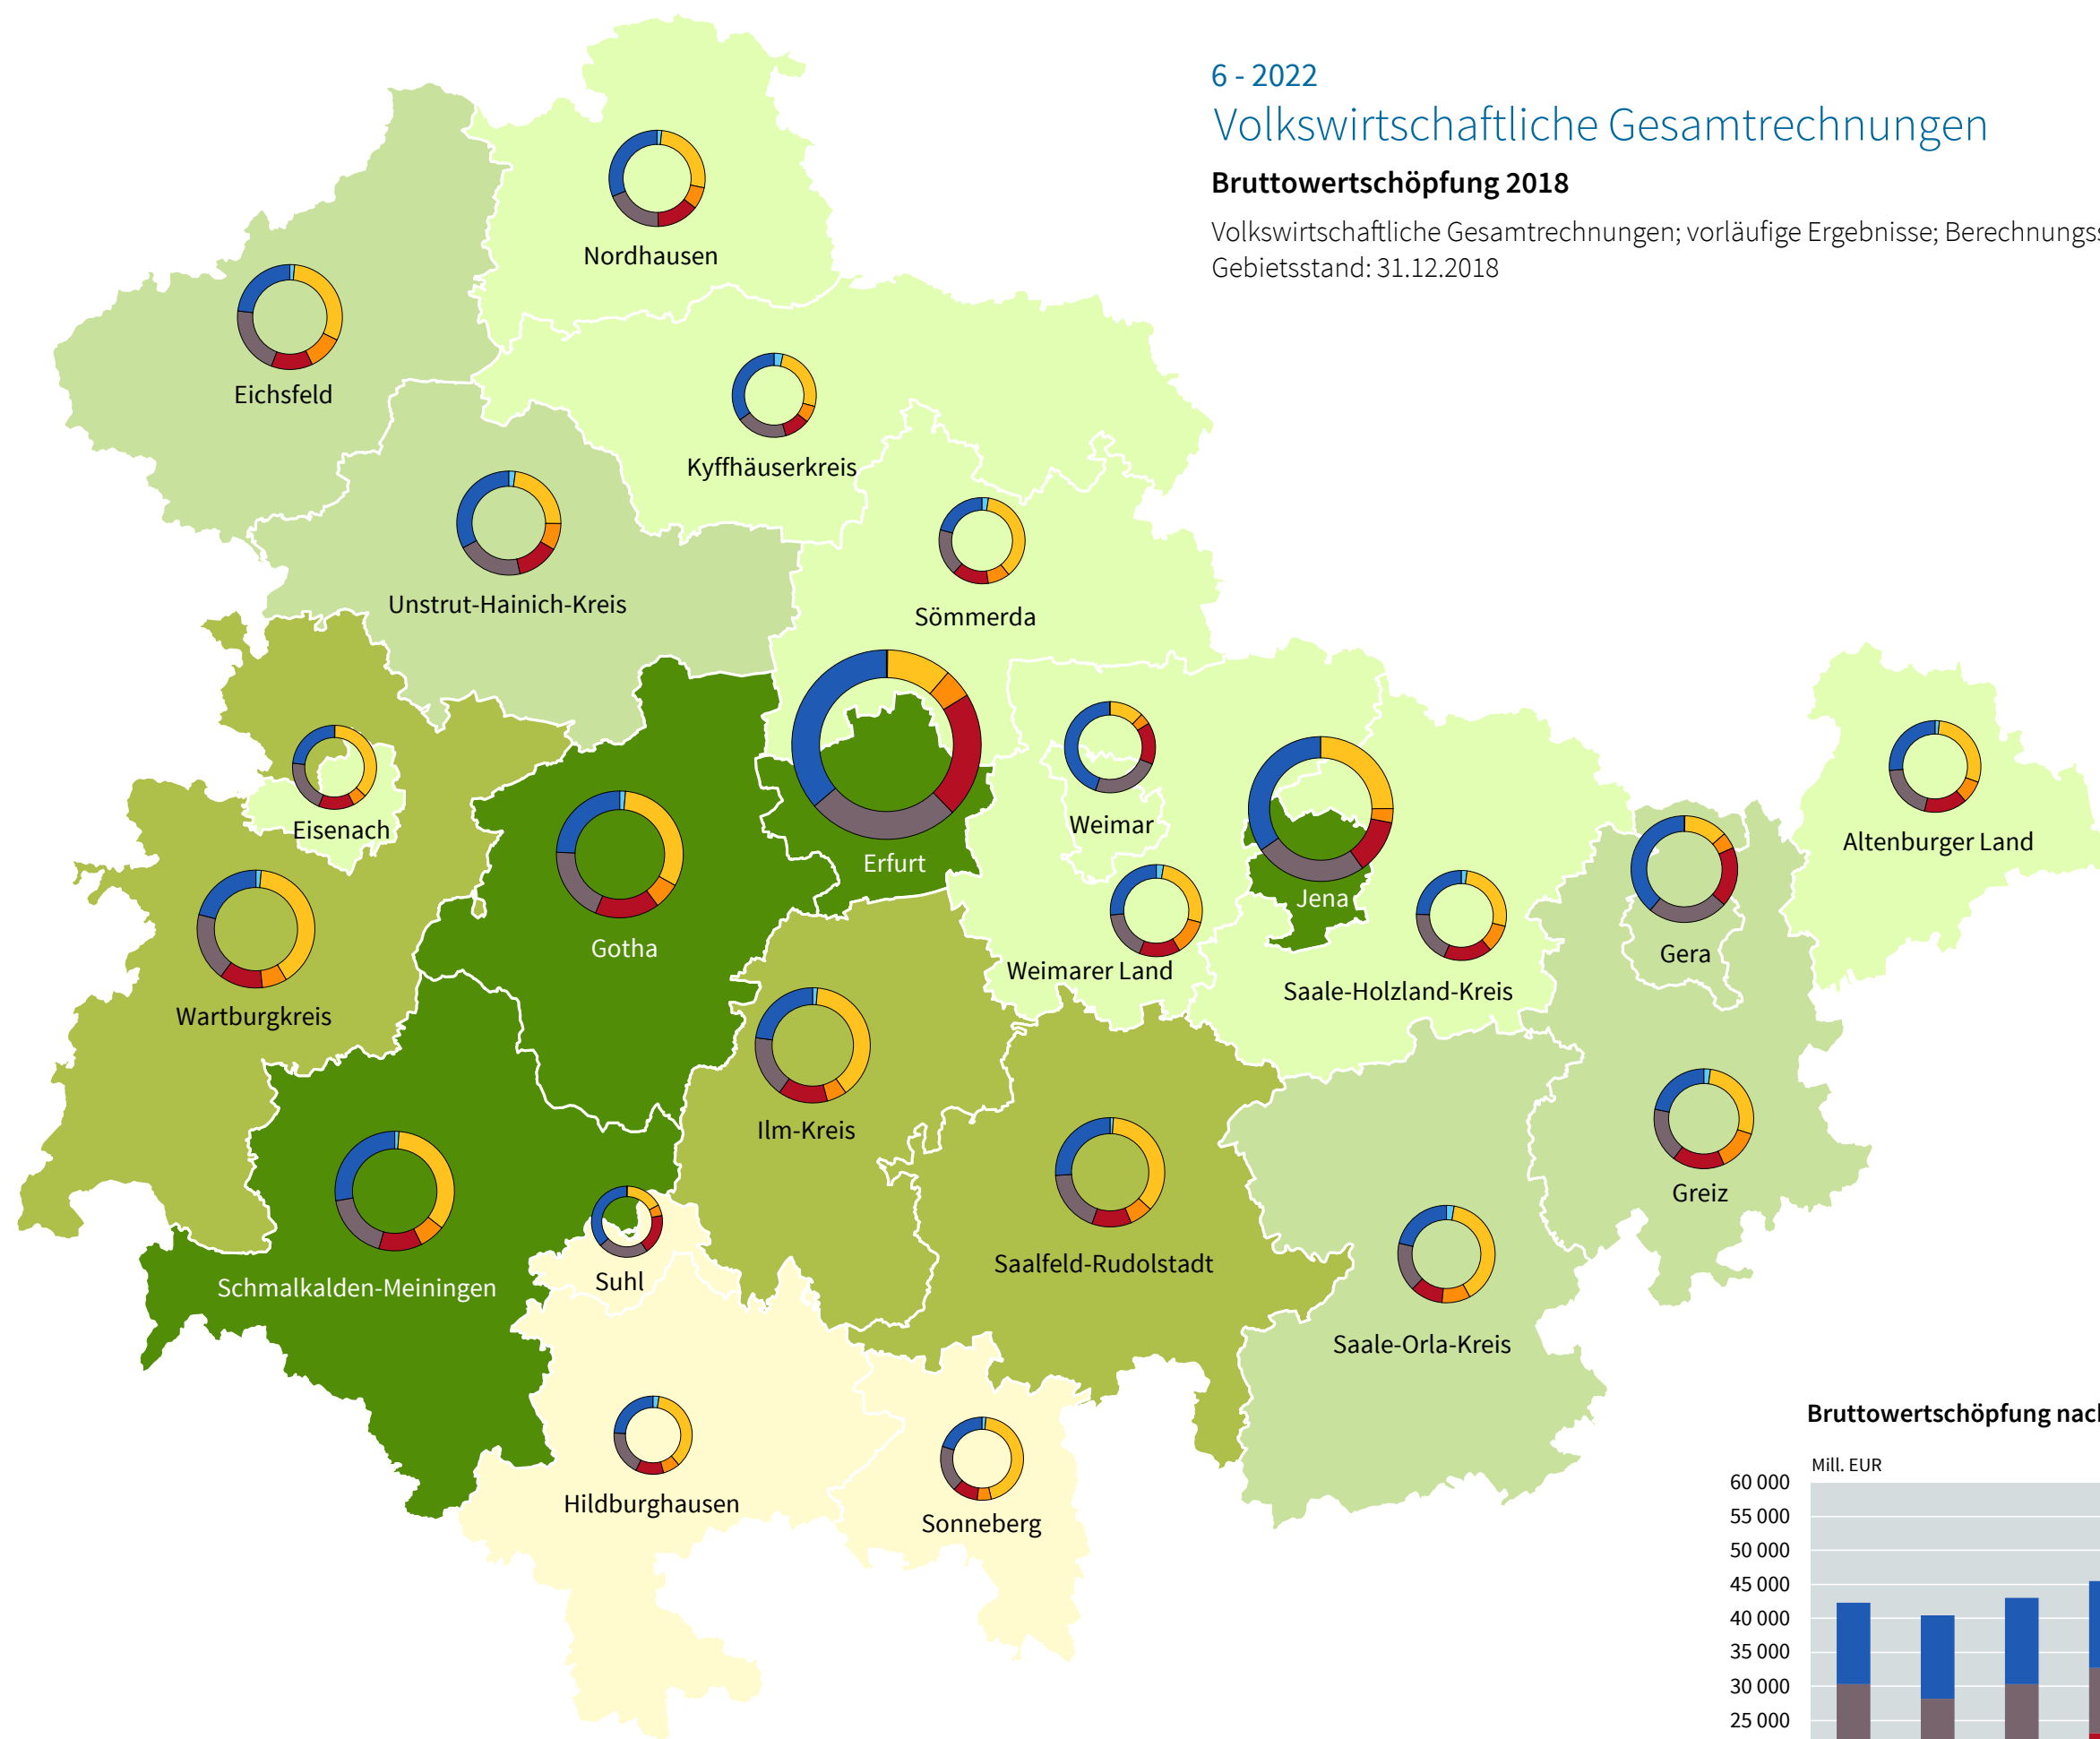 6 - 2022
Volkswirtschaftliche Gesamtrechnungen
Bruttowertschöpfung 2018
Volkswirtschaftliche Gesamtrechnungen; vorläufige Ergebnisse;
Gebietsstand: 31.12.2018
Nordhausen
Eichsfeld
Kyffhäuserkreis
Unstrut-Hainich-Kreis
Sömmerda
Eisenach
Weimar
Altenburger Land
Erfurt
Jena
Gotha
Gera
Weimarer Land
Saale-Holzland-Kreis
Wartburgkreis
Ilm-Kreis
Greiz
Saalfeld-Rudolstadt
Suhl
Schmalkalden-Meiningen
Saale-Orla-Kreis
Hildburghausen
Sonneberg
Bruttowertschöpfung
Mill. EUR
60 000
55 000
50 000
45 000
40 000
35 000
30 000
25 000